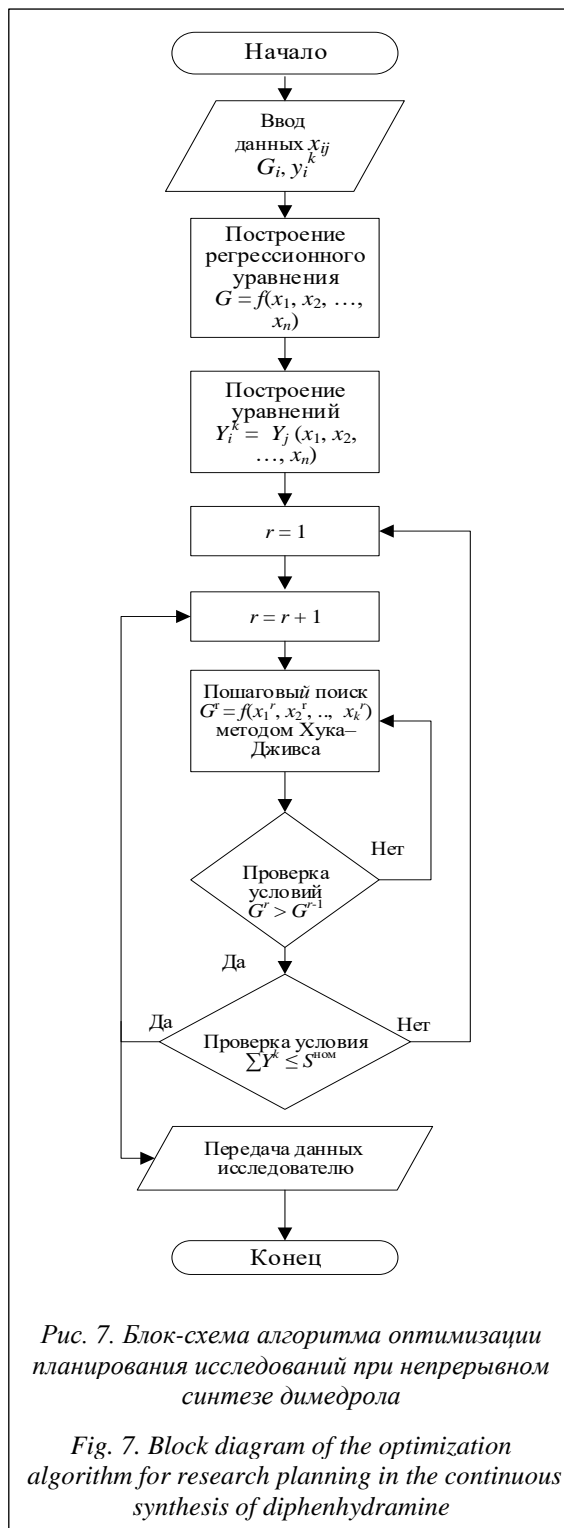 Начало
Ввод
данных x_ij
G_i, y_i^k
Построение
регрессионного
уравнения
G = f(x_1, x_2, …,
x_n)
Построение
уравнений
Y_i^k = Y_j (x_1, x_2,
…, x_n)
r = 1
r = r + 1
Пошаговый поиск
G^r = f(x_1^r, x_2^r, .., x_k^r)
методом Хука–
Дживса
Нет
Проверка
условий
G^r > G^r-1
Да
Да
Нет
Проверка условия
∑Y^k ≤ S^ном
Передача данных
исследователю
Конец
Рис. 7. Блок-схема алгоритма оптимизации
планирования исследований при непрерывном
синтезе димедрола
Fig. 7. Block diagram of the optimization
algorithm for research planning in the continuous
synthesis of diphenhydramine